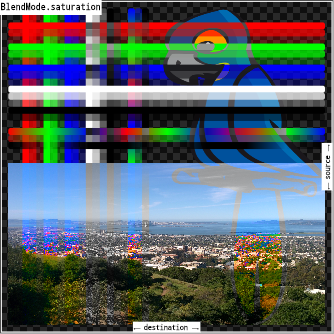 BlendMode.saturation
← source →
← destination →